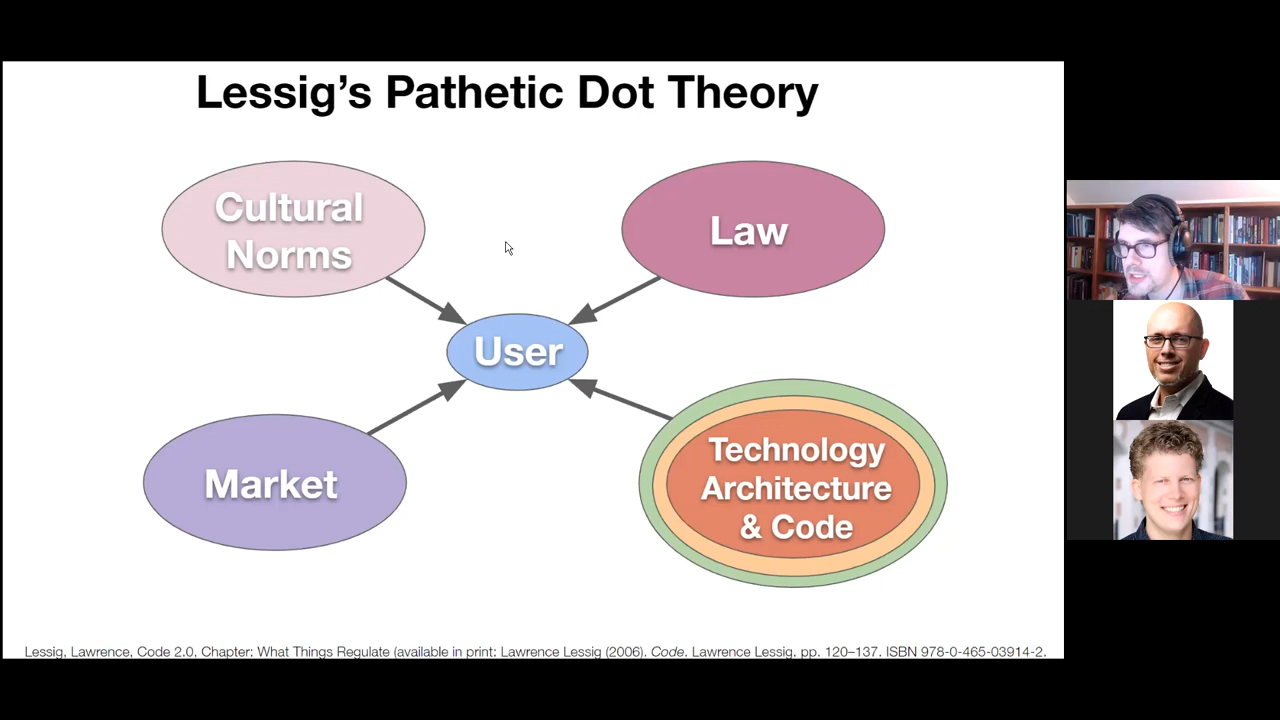 Lessig’s Pathetic Dot Theory
Cultural
Norms
Law
User
Market
Technology
Architecture
& Code
Lessig, Lawrence, Code 2.0, Chapter: What Things Regulate (available in print: Lawrence Lessig (2006). Code. Lawrence Lessig. pp. 120–137. ISBN 978-0-465-03914-2.